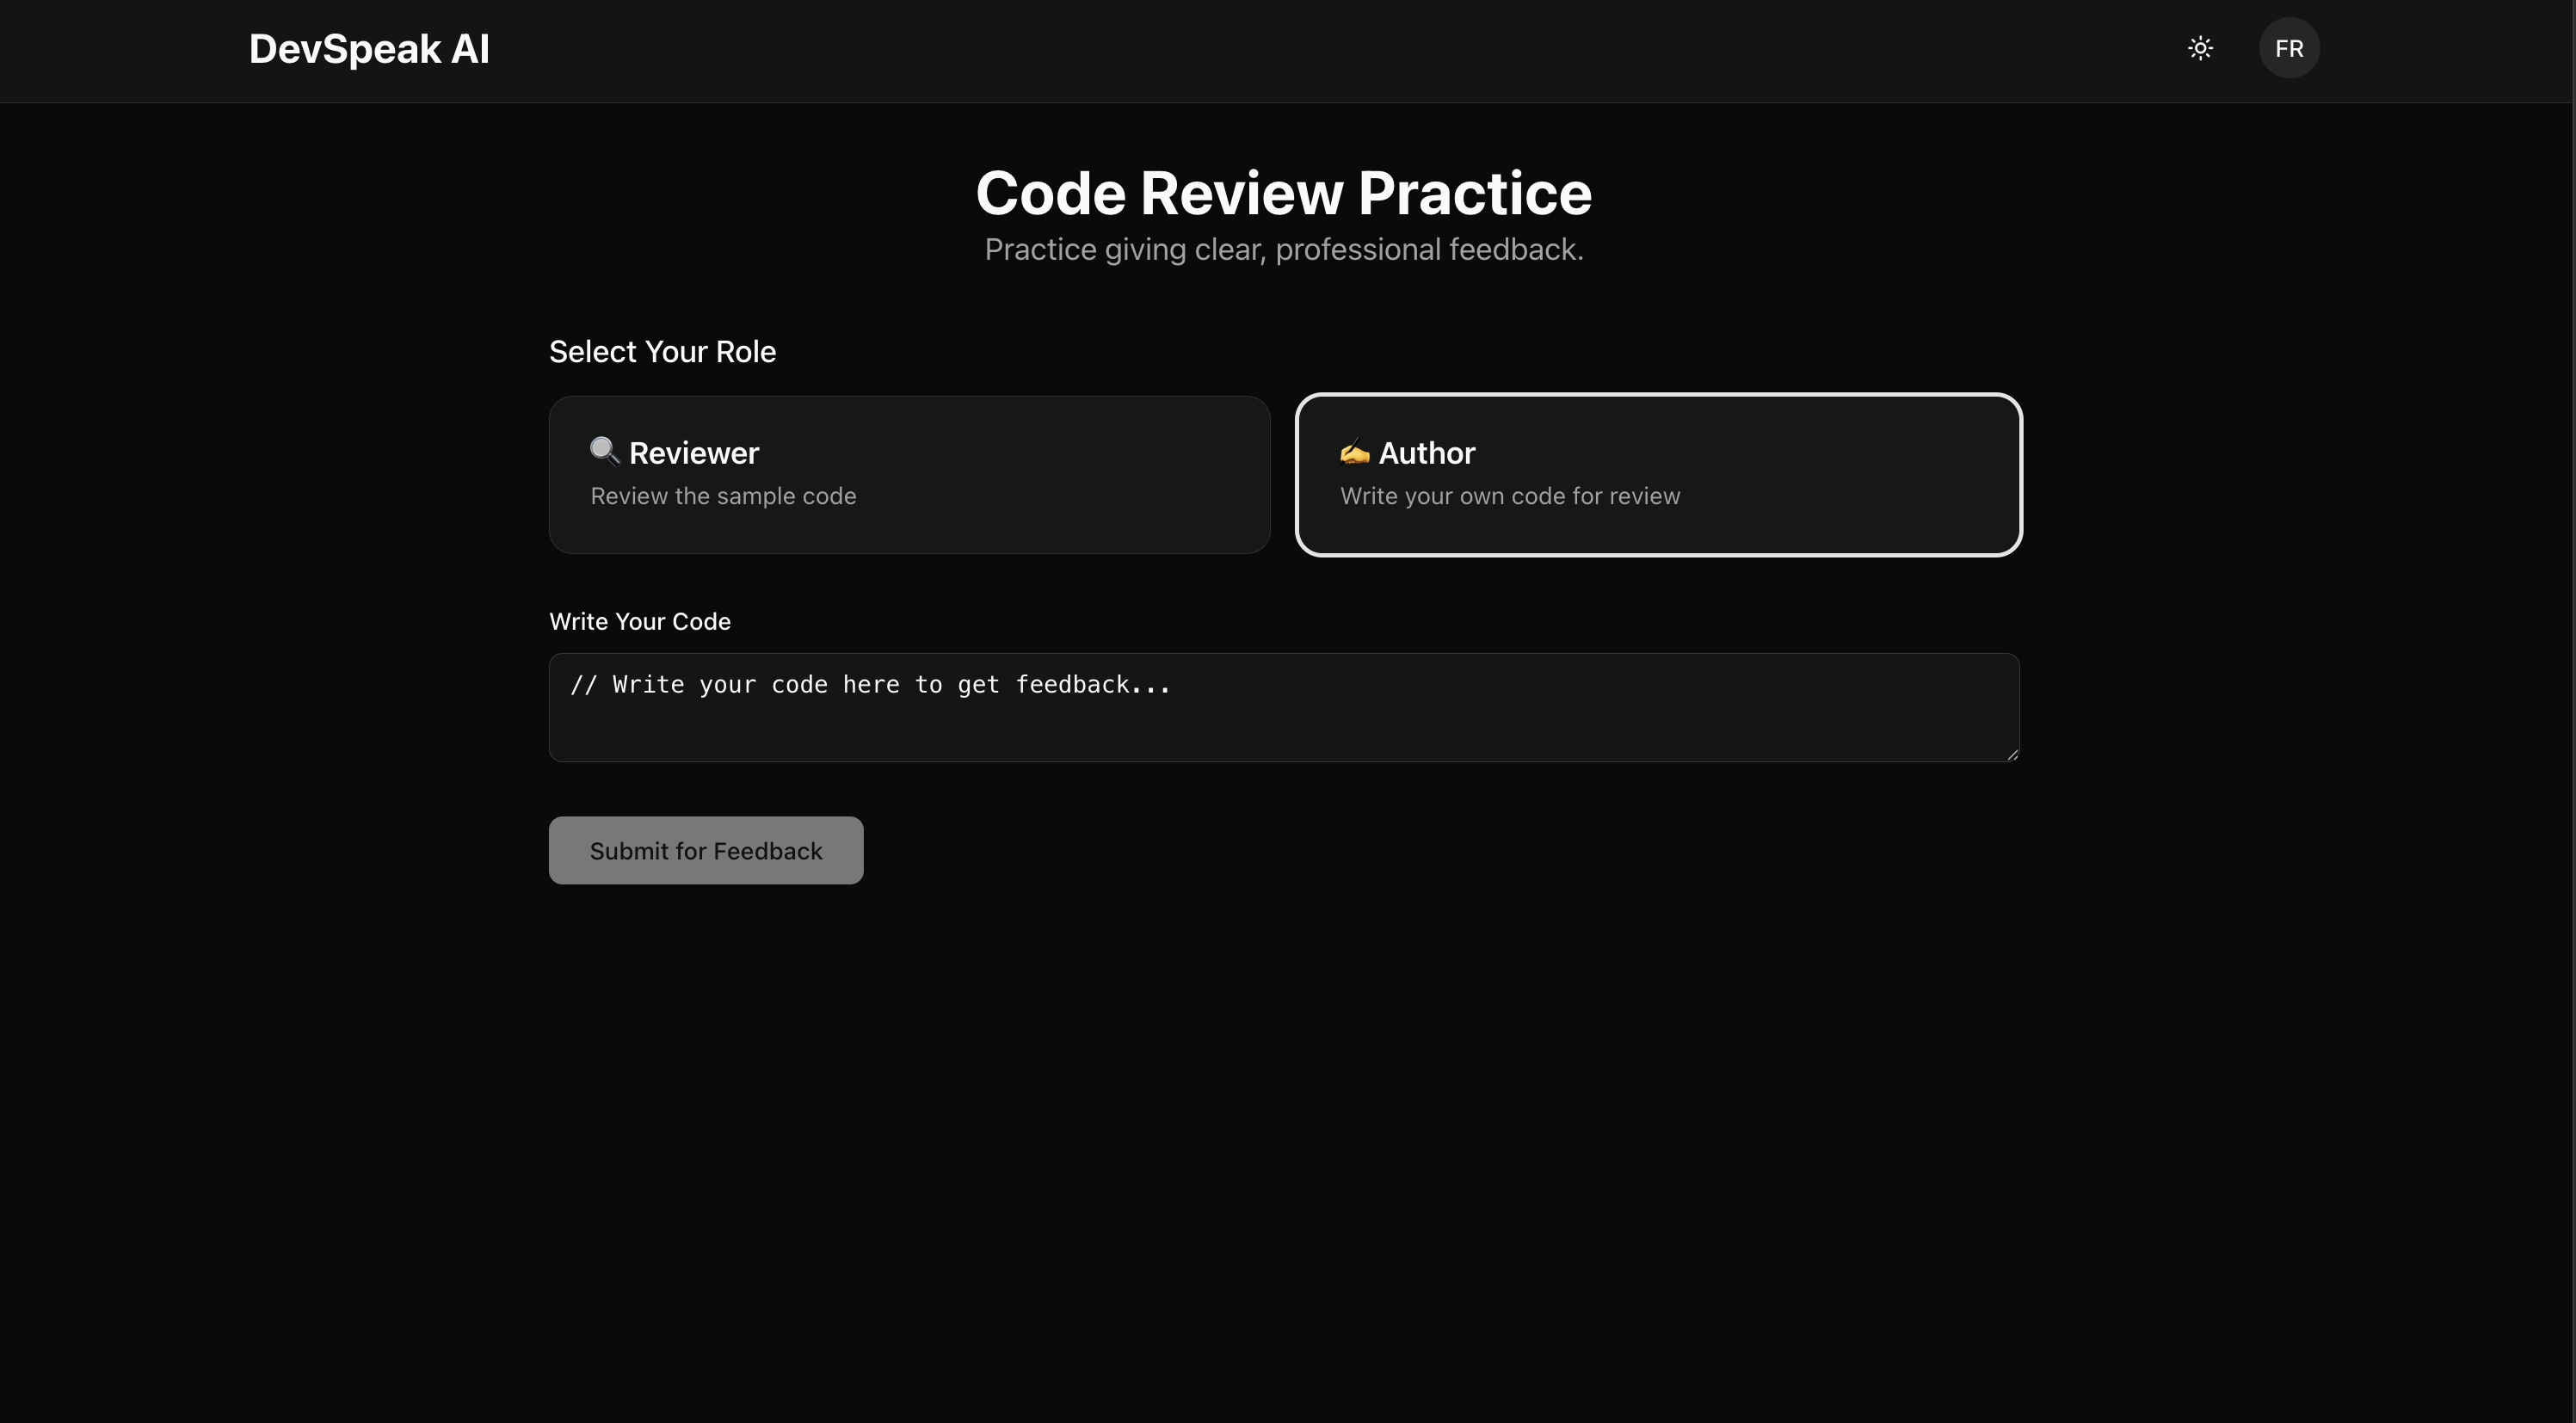 DevSpeak AI
FR
Code Review Practice
Practice giving clear, professional feedback.
Select Your Role
🔍 Reviewer
Review the sample code
✍️ Author
Write your own code for review
Write Your Code
// Write your code here to get feedback...
Submit for Feedback